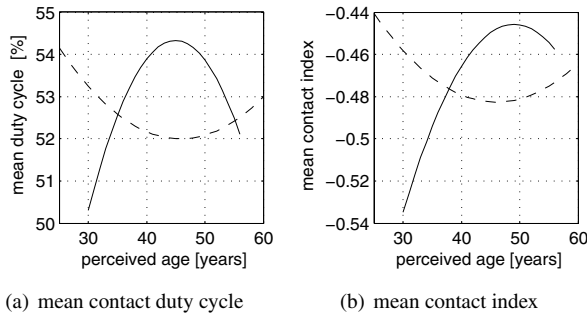 55
54
53
52
51
50
mean duty cycle [%]
30 40 50 60
perceived age [years]
(a) mean contact duty cycle
−0.44
−0.46
−0.48
−0.5
−0.52
−0.54
mean contact index
30 40 50 60
perceived age [years]
(b) mean contact index